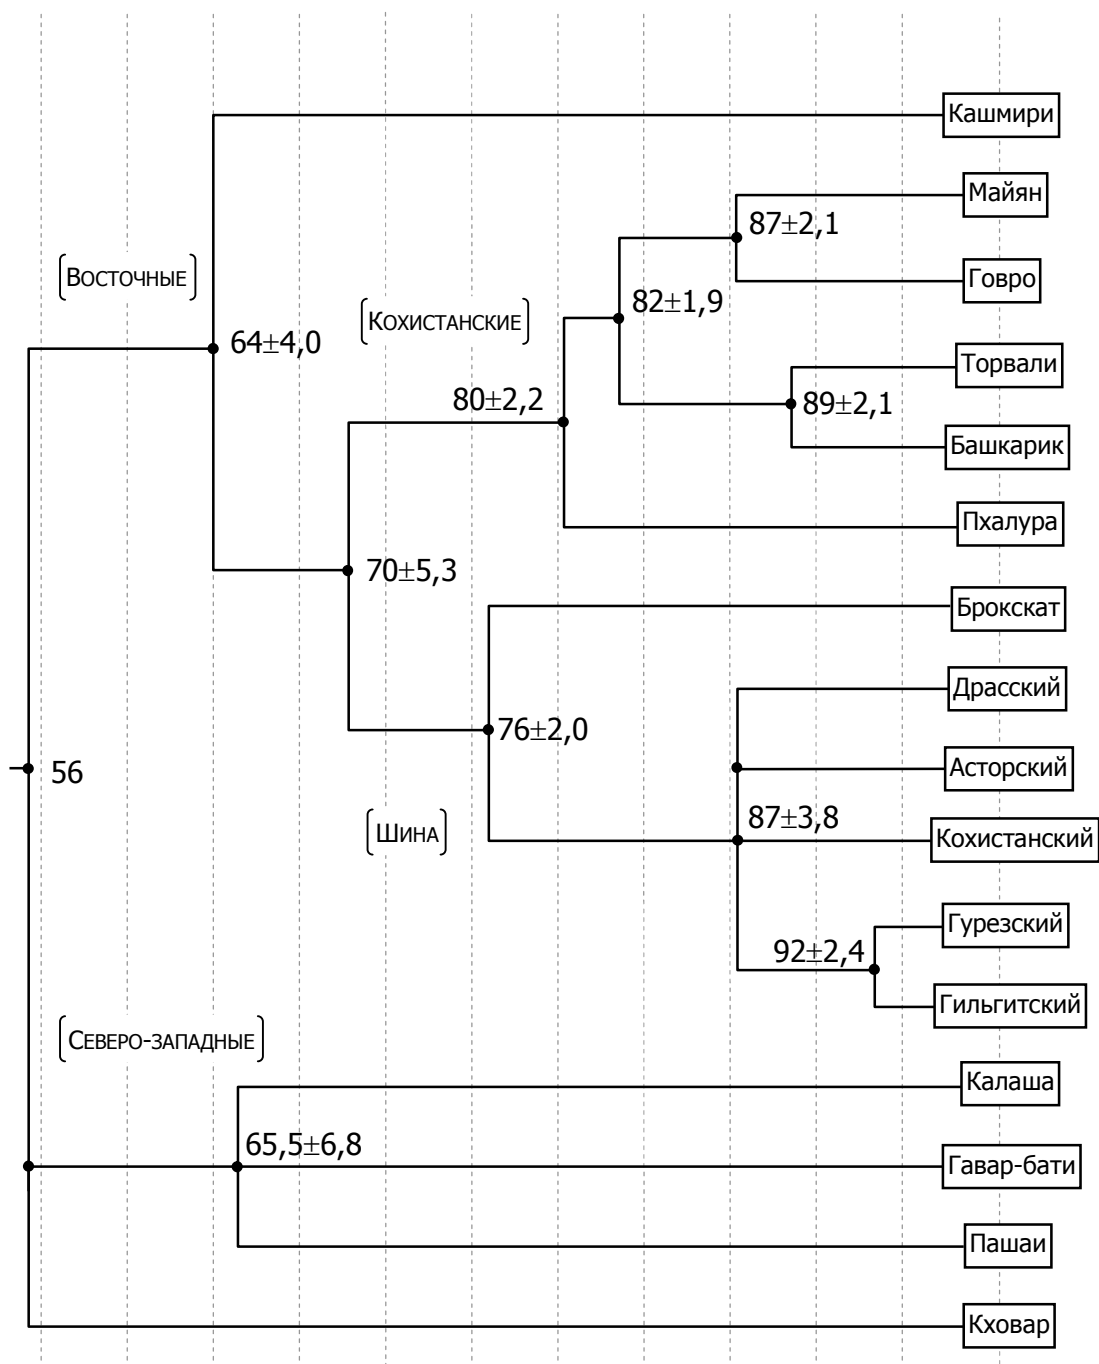 Кашмири
Майян
87±2,1
Говро
[Восточные]
82±1,9
[Кохистанские]
64±4,0
Торвали
80±2,2
89±2,1
Башкарик
Пхалура
70±5,3
Брокскат
Драсский
76±2,0
56
Асторский
87±3,8
[Шина]
Кохистанский
Гурезский
92±2,4
Гильгитский
[Северо-западные]
Калаша
65,5±6,8
Гавар-бати
Пашаи
Кховар